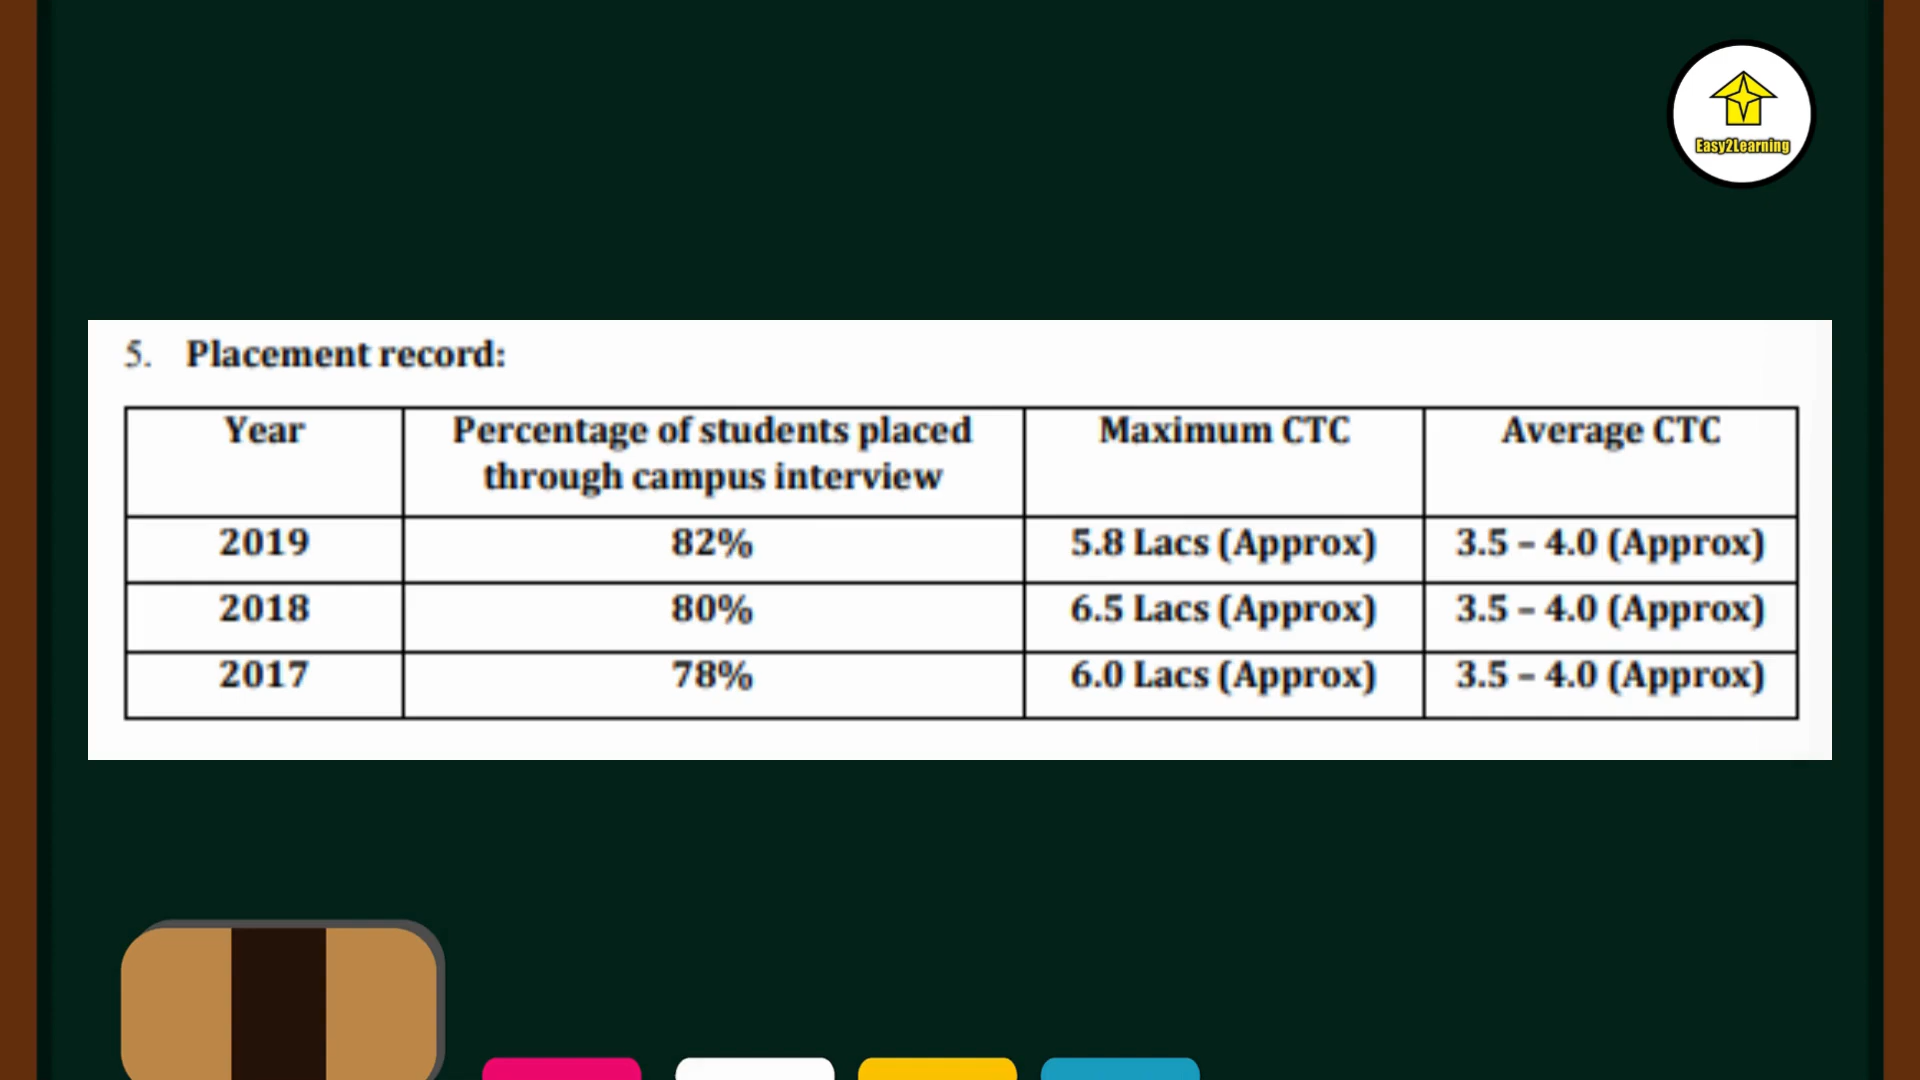 Easy2Learning
5. Placement record:
Year Percentage of students placed through campus interview Maximum CTC Average CTC
2019 82% 5.8 Lacs (Approx) 3.5 – 4.0 (Approx)
2018 80% 6.5 Lacs (Approx) 3.5 – 4.0 (Approx)
2017 78% 6.0 Lacs (Approx) 3.5 – 4.0 (Approx)